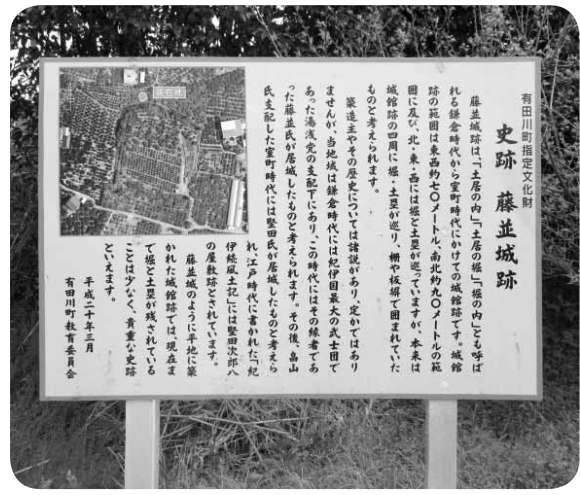 有田川町指定文化財
史跡 藤並城跡
藤並城跡は、「土居の内」「土居の堀」「堀の内」とも呼ば
れる鎌倉時代から室町時代にかけての城館跡です。城館
跡の範囲は東西約七〇メートル、南北約九〇メートルの範
囲に及び、北・東・西には堀と土塁が巡っていますが、本来は
城館跡の四周に堀・土塁が巡り、柵や板塀で囲まれていた
ものと考えられます。
築造主やその歴史については諸説があり、定かではあり
ませんが、当地域は鎌倉時代には紀伊国最大の武士団で
あった湯浅党の支配下にあり、この時代にはその縁者であ
った藤並氏が居城したものと考えられます。その後、畠山
氏支配した室町時代には堅田氏が居城したものと考えら
れ、江戸時代に書かれた「紀
伊続風土記」には堅田次郎八
の屋敷跡とされています。
藤並城のように平地に築
かれた城館跡では、現在ま
で堀と土塁が残されている
ことは少なく、貴重な史跡
といえます。
平成二十年三月
有田川町教育委員会